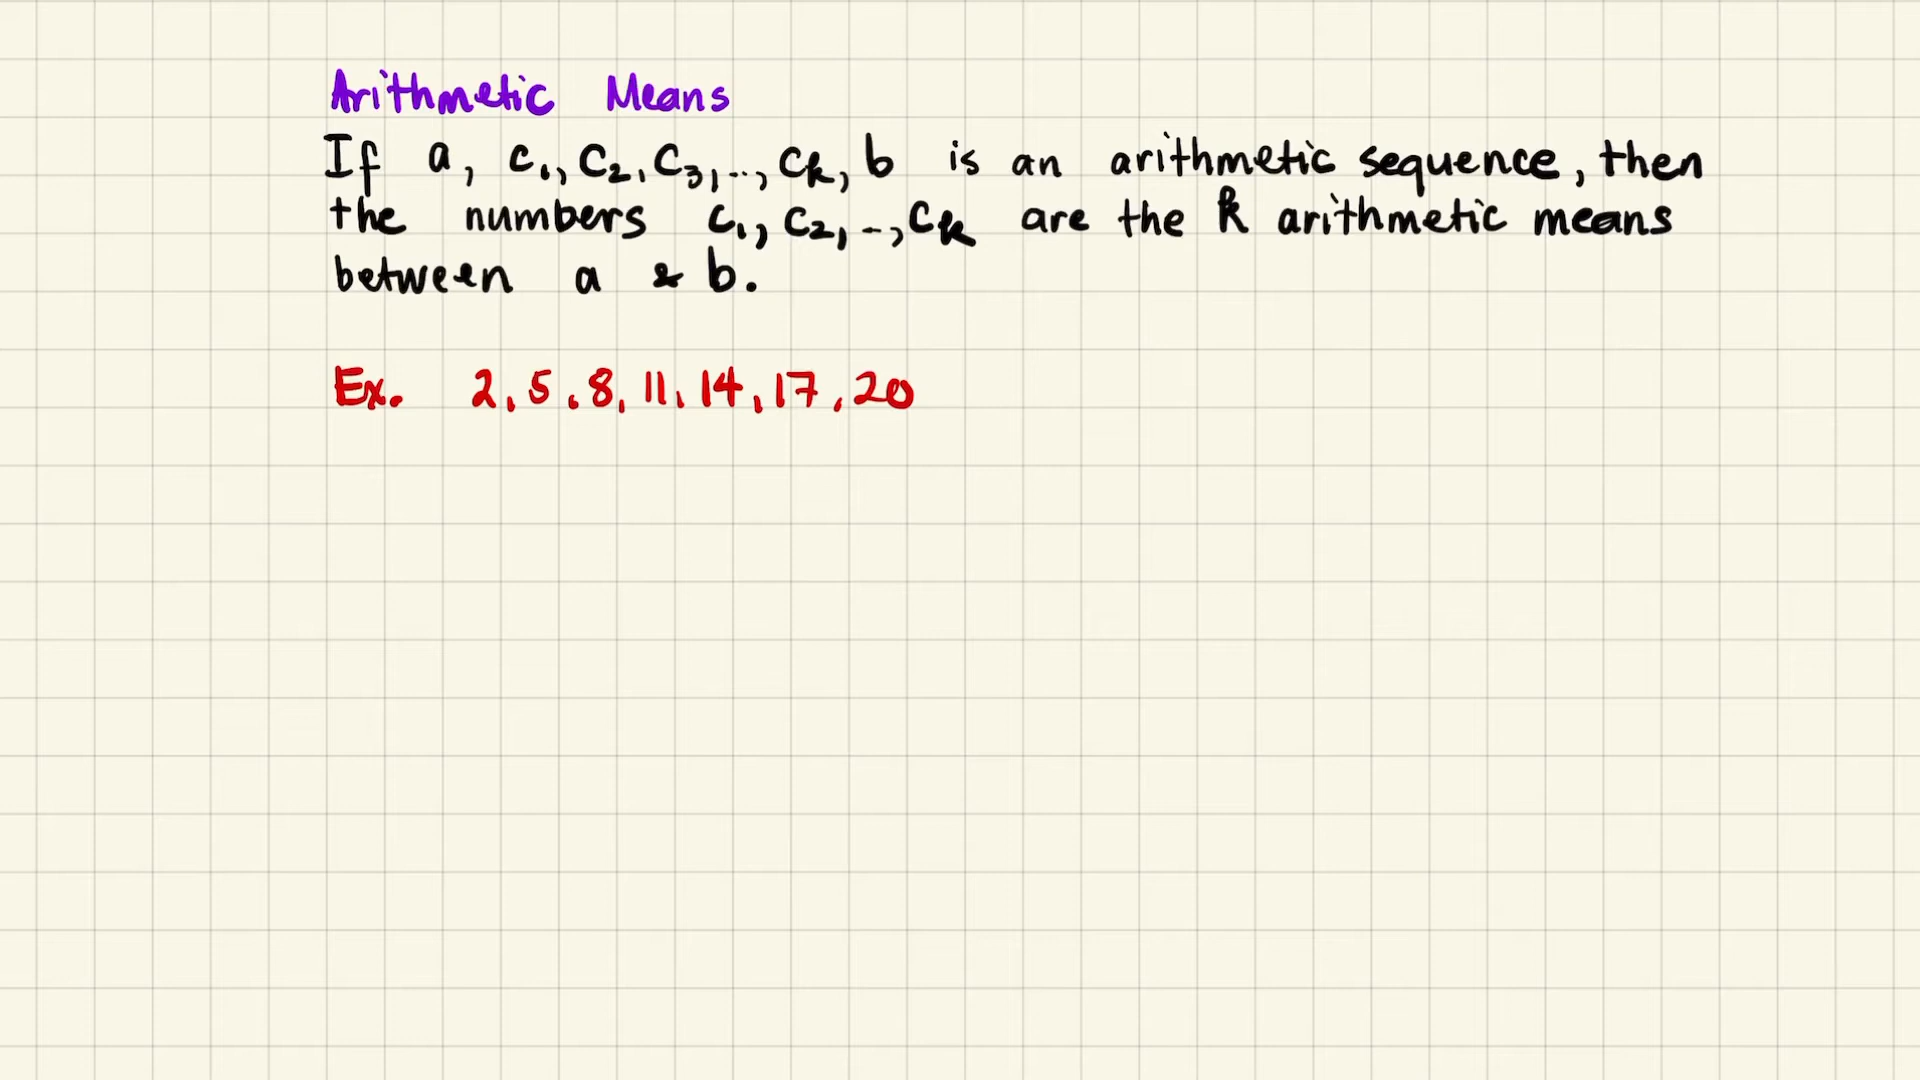 Arithmetic Means
If a, c₁, c₂, c₃, ..., cₖ, b is an arithmetic sequence, then
the numbers c₁, c₂, .., cₖ are the k arithmetic means
between a & b.
Ex. 2, 5, 8, 11, 14, 17, 20